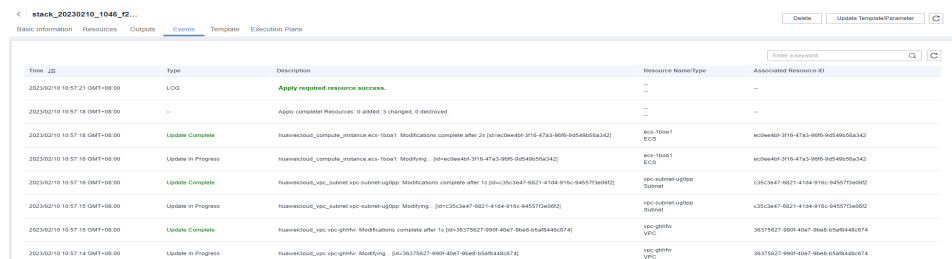 < stack_20230210_1046_f2...
Delete
Update Template/Parameter
Basic Information Resources Outputs Events Template Execution Plans
Enter a keyword.
Time Type Description Resource Name/Type Associated Resource ID
2023/02/10 10:57:21 GMT+08:00 LOG Apply required resource success. -- --
--
2023/02/10 10:57:18 GMT+08:00 -- Apply complete! Resources: 0 added, 3 changed, 0 destroyed. -- --
--
2023/02/10 10:57:18 GMT+08:00 Update Complete huaweicloud_compute_instance.ecs-1boa1: Modifications complete after 2s [id=ec0ee4bf-3f16-47a3-96f6-9d549b56a342] ecs-1boa1 ec0ee4bf-3f16-47a3-96f6-9d549b56a342
ECS
2023/02/10 10:57:16 GMT+08:00 Update In Progress huaweicloud_compute_instance.ecs-1boa1: Modifying... [id=ec0ee4bf-3f16-47a3-96f6-9d549b56a342] ecs-1boa1 ec0ee4bf-3f16-47a3-96f6-9d549b56a342
ECS
2023/02/10 10:57:16 GMT+08:00 Update Complete huaweicloud_vpc_subnet.vpc-subnet-ug0pp: Modifications complete after 1s [id=c35c3e47-6821-41d4-916c-94557f3e06f2] vpc-subnet-ug0pp c35c3e47-6821-41d4-916c-94557f3e06f2
Subnet
2023/02/10 10:57:15 GMT+08:00 Update In Progress huaweicloud_vpc_subnet.vpc-subnet-ug0pp: Modifying... [id=c35c3e47-6821-41d4-916c-94557f3e06f2] vpc-subnet-ug0pp c35c3e47-6821-41d4-916c-94557f3e06f2
Subnet
2023/02/10 10:57:15 GMT+08:00 Update Complete huaweicloud_vpc.vpc-ghhfw: Modifications complete after 1s [id=36375627-990f-40e7-9be8-b5af8448c674] vpc-ghhfw 36375627-990f-40e7-9be8-b5af8448c674
VPC
2023/02/10 10:57:14 GMT+08:00 Update In Progress huaweicloud_vpc.vpc-ghhfw: Modifying... [id=36375627-990f-40e7-9be8-b5af8448c674] vpc-ghhfw 36375627-990f-40e7-9be8-b5af8448c674
VPC